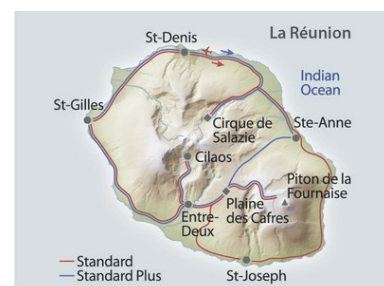 St-Denis
La Réunion
Indian
Ocean
St-Gilles
Cirque de
Salazie
Ste-Anne
Cilaos
Piton de la
Fournaise
Plaine
des Cafres
Entre-
Deux
Standard
Standard Plus
St-Joseph